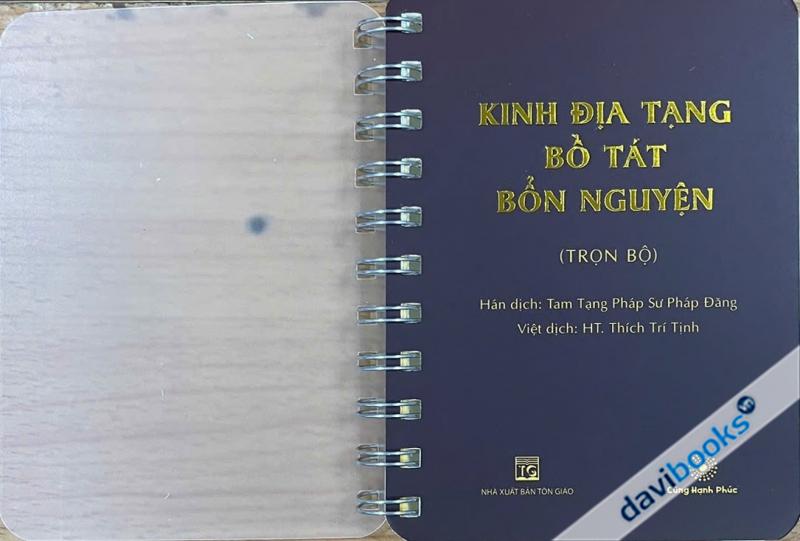 KINH ĐỊA TẠNG
BỒ TÁT
BỔN NGUYỆN
(TRỌN BỘ)
Hán dịch: Tam Tạng Pháp Sư Pháp Đăng
Việt dịch: HT. Thích Trí Tịnh
TG
NHÀ XUẤT BẢN TÔN GIÁO
Cùng Hạnh Phúc
davibooks.vn